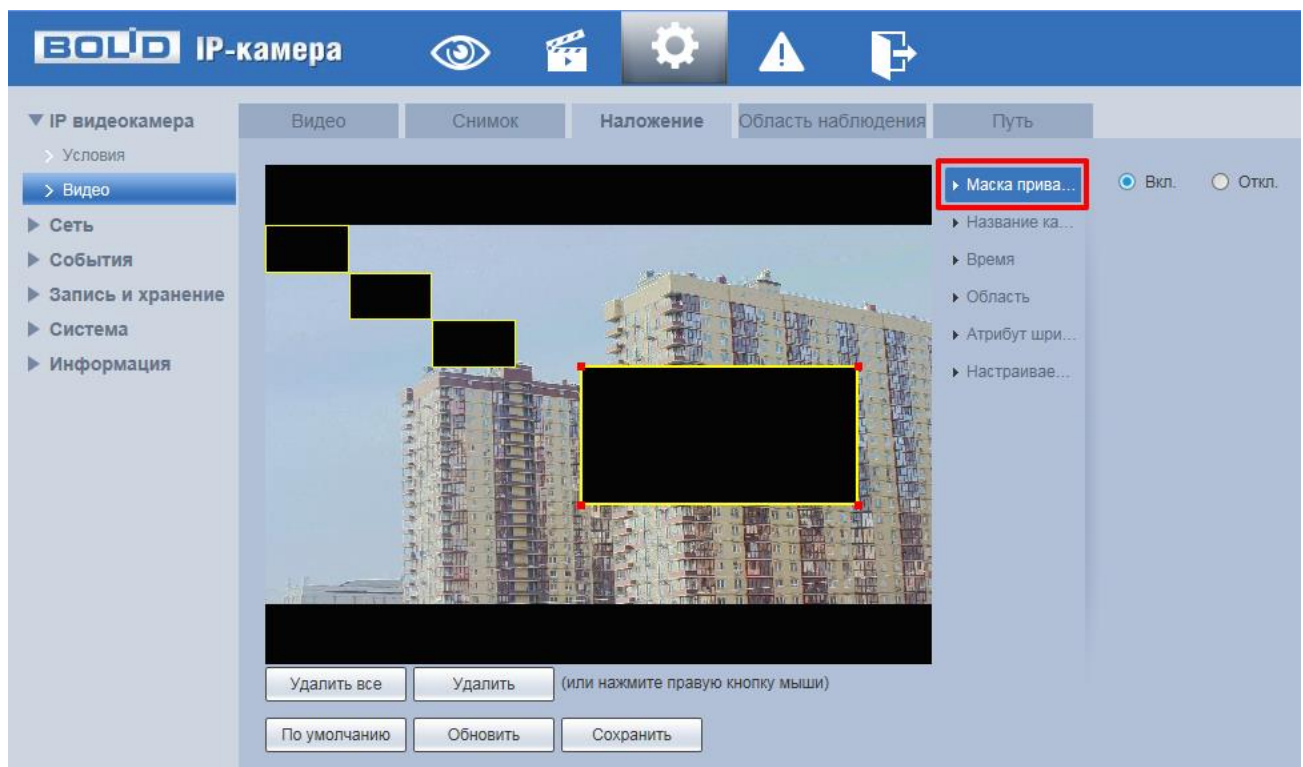 BOLID IP-камера
IP видеокамера
Условия
Видео
Сеть
События
Запись и хранение
Система
Информация
Видео Снимок Наложение Область наблюдения Путь
Маска прива...
Название ка...
Время
Область
Атрибут шри...
Настраивае...
Вкл. Откл.
Удалить все Удалить (или нажмите правую кнопку мыши)
По умолчанию Обновить Сохранить